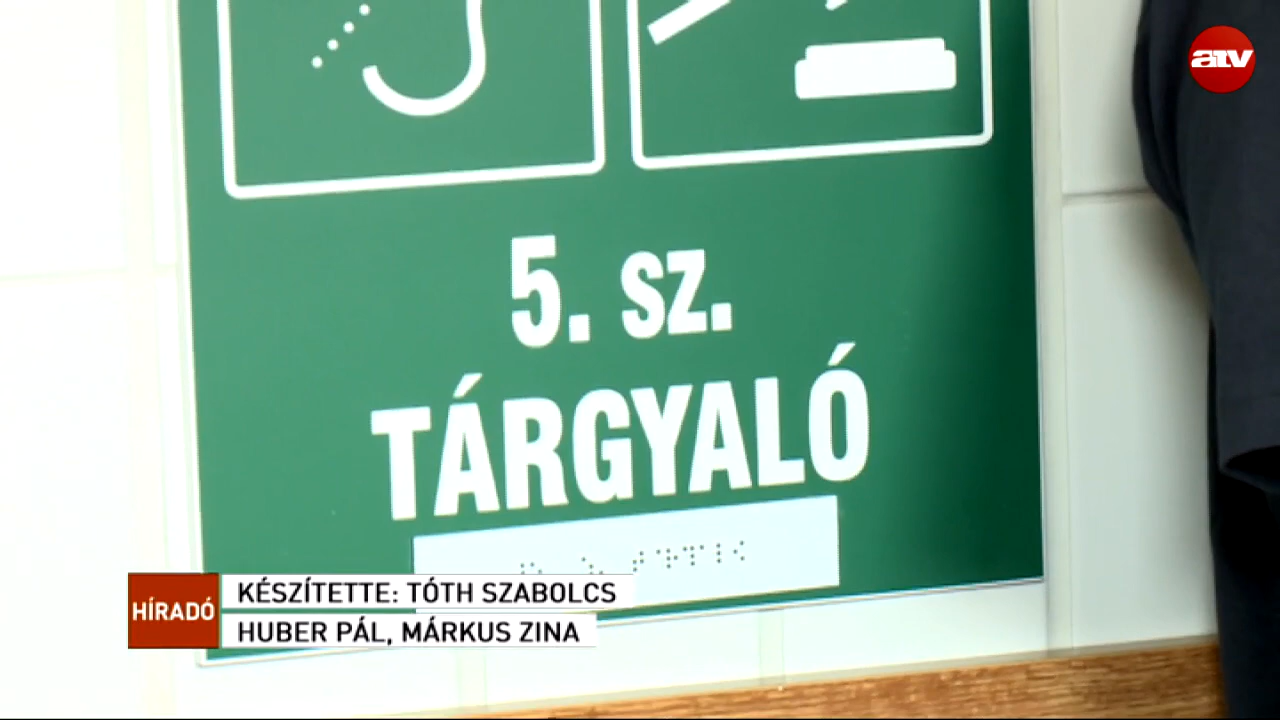 atv
5. sz.
TÁRGYALÓ
HÍRADÓ
KÉSZÍTETTE: TÓTH SZABOLCS
HUBER PÁL, MÁRKUS ZINA